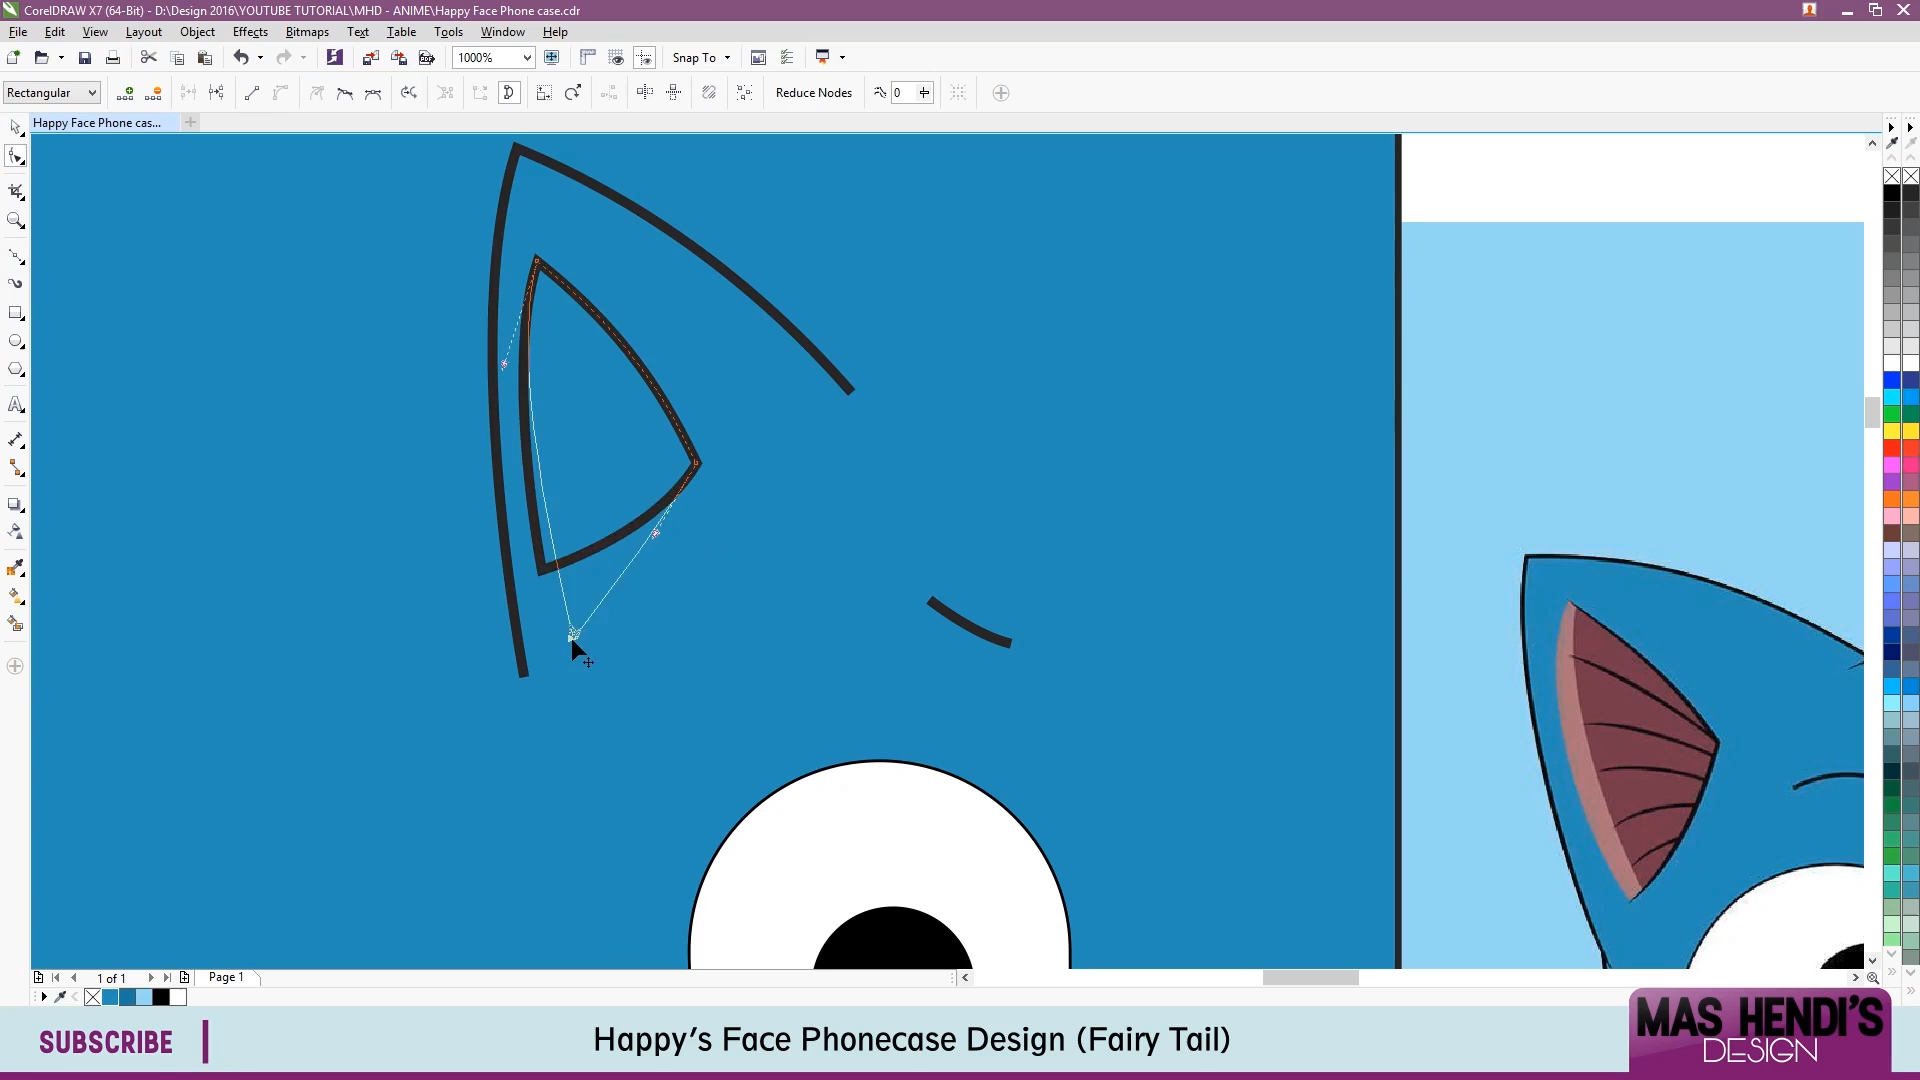 CorelDRAW X7 (64-Bit) - D:\Design 2016\YOUTUBE TUTORIAL\MHD - ANIME\Happy Face Phone case.cdr
File Edit View Layout Object Effects Bitmaps Text Table Tools Window Help
1000% Snap To
Rectangular Reduce Nodes 0
Happy Face Phone cas...
1 of 1 Page 1
SUBSCRIBE
Happy's Face Phonecase Design (Fairy Tail)
MAS HENDI'S
DESIGN